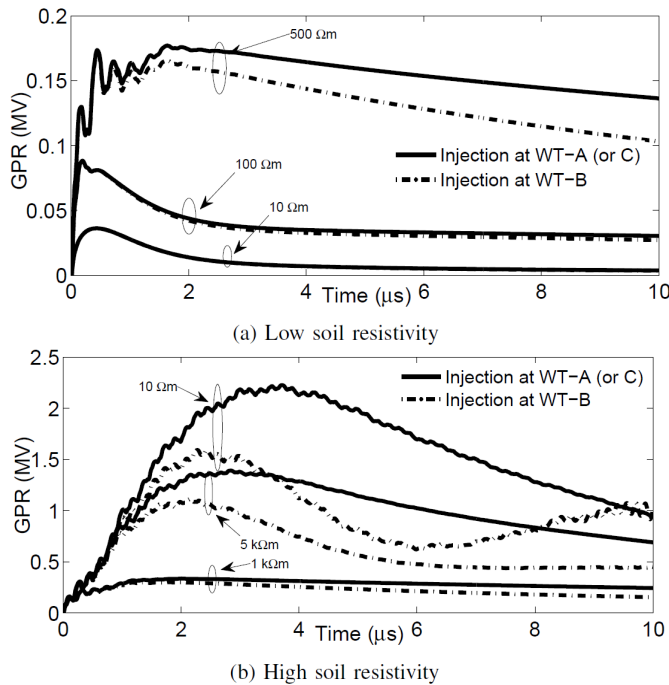 0.2
500 Ωm
0.15
GPR (MV)
0.1
Injection at WT−A (or C)
Injection at WT−B
100 Ωm
10 Ωm
0.05
0
0 2 4 6 8 10
Time (μs)
(a) Low soil resistivity
2.5
Injection at WT−A (or C)
10 Ωm
Injection at WT−B
2
1.5
GPR (MV)
1
5 kΩm
0.5
1 kΩm
0
0 2 4 6 8 10
Time (μs)
(b) High soil resistivity